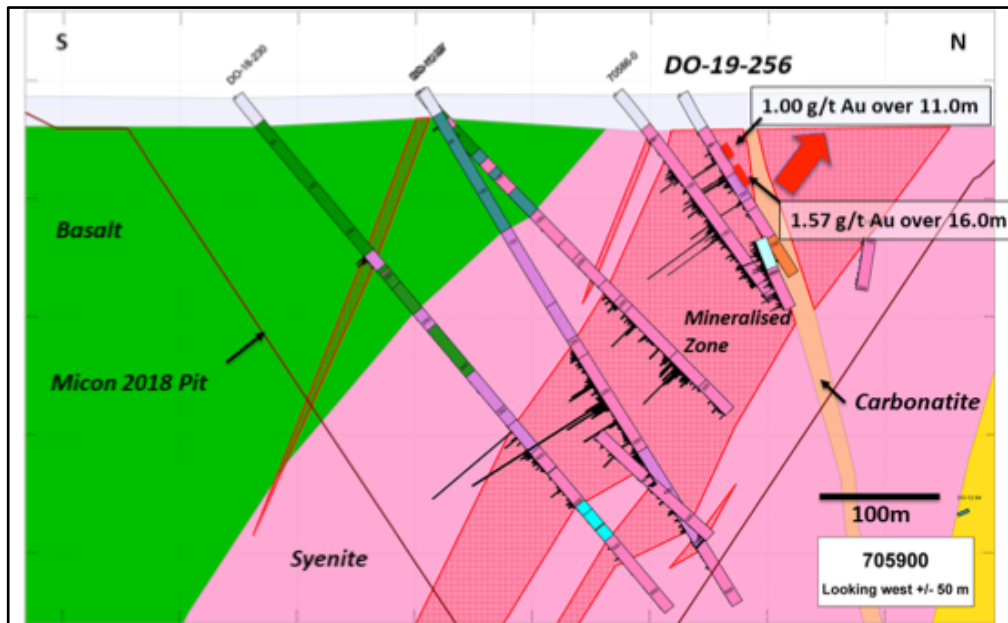 S
N
DO-18-230
70586-0
DO-19-256
1.00 g/t Au over 11.0m
1.57 g/t Au over 16.0m
Basalt
Micon 2018 Pit
Mineralised
Zone
Carbonatite
Syenite
100m
705900
Looking west +/- 50 m